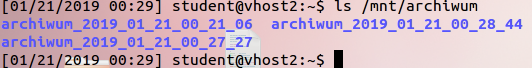 [01/21/2019 00:29] student@vhost2:~$ ls /mnt/archiwum
archiwum_2019_01_21_00_21_06 archiwum_2019_01_21_00_28_44
archiwum_2019_01_21_00_27_27
[01/21/2019 00:29] student@vhost2:~$